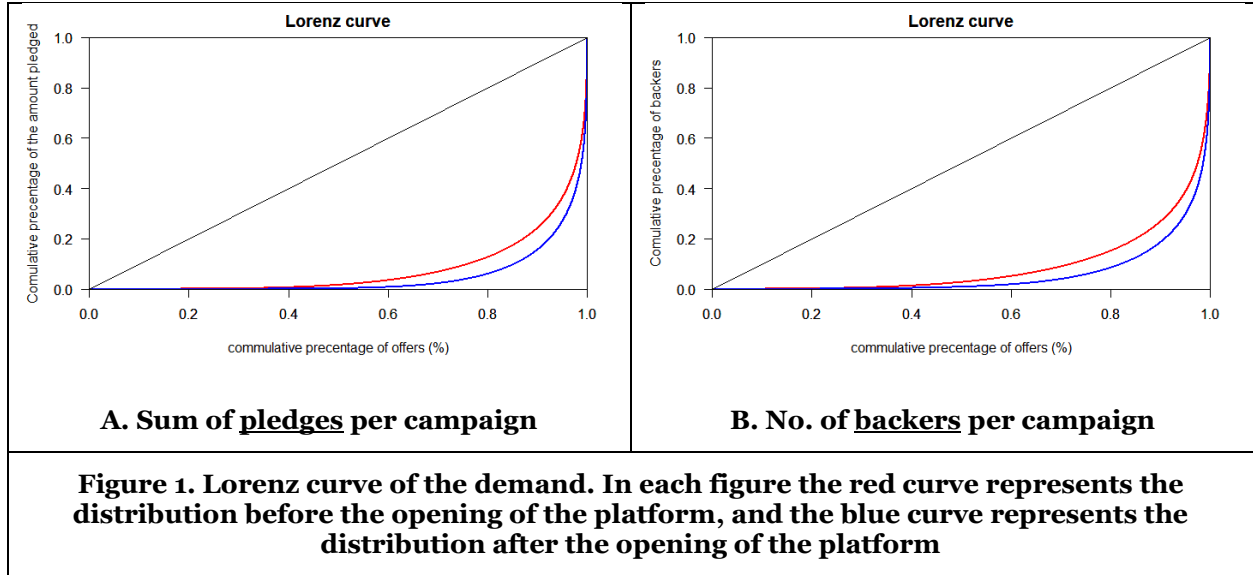 Lorenz curve
1.0
0.8
0.6
0.4
0.2
0.0
Comulative precentage of the amount pledged
0.0 0.2 0.4 0.6 0.8 1.0
commulative precentage of offers (%)
A. Sum of pledges per campaign
Lorenz curve
1.0
0.8
0.6
0.4
0.2
0.0
Comulative precentage of backers
0.0 0.2 0.4 0.6 0.8 1.0
commulative precentage of offers (%)
B. No. of backers per campaign
Figure 1. Lorenz curve of the demand. In each figure the red curve represents the
distribution before the opening of the platform, and the blue curve represents the
distribution after the opening of the platform